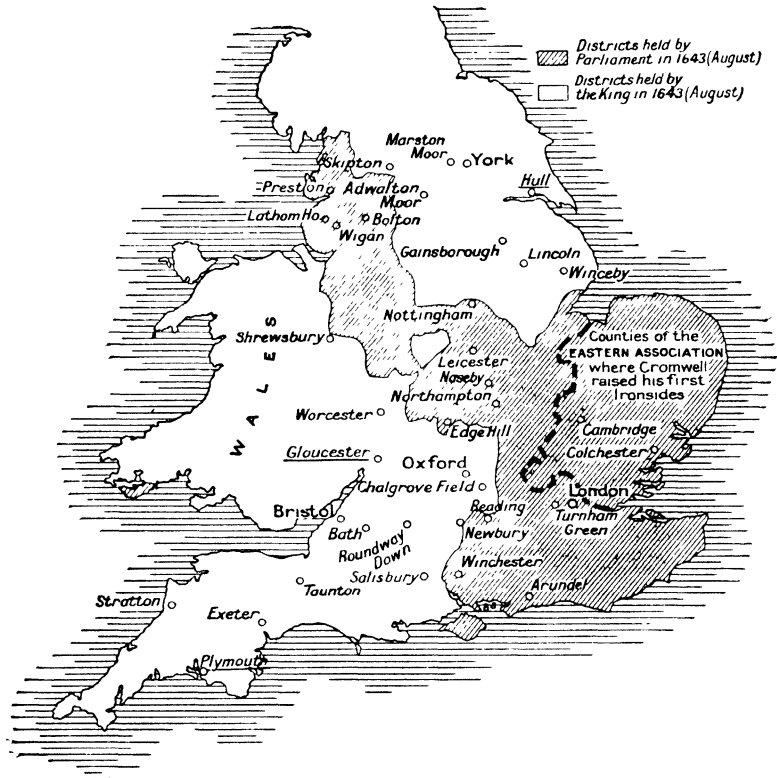 Districts held by
Parliament in 1643 (August)
Districts held by
the King in 1643 (August)
Marston
Moor
York
Skipton
Hull
Preston
Adwalton
Moor
Lathom Ho.
Bolton
Wigan
Gainsborough
Lincoln
Winceby
Nottingham
Counties of the
EASTERN ASSOCIATION
where Cromwell
raised his first
Ironsides
Shrewsbury
WALES
Leicester
Naseby
Northampton
Worcester
Edge Hill
Cambridge
Gloucester
Oxford
Colchester
Chalgrove Field
London
Bristol
Reading
Turnham
Green
Bath
Newbury
Roundway
Down
Winchester
Salisbury
Taunton
Arundel
Stratton
Exeter
Plymouth